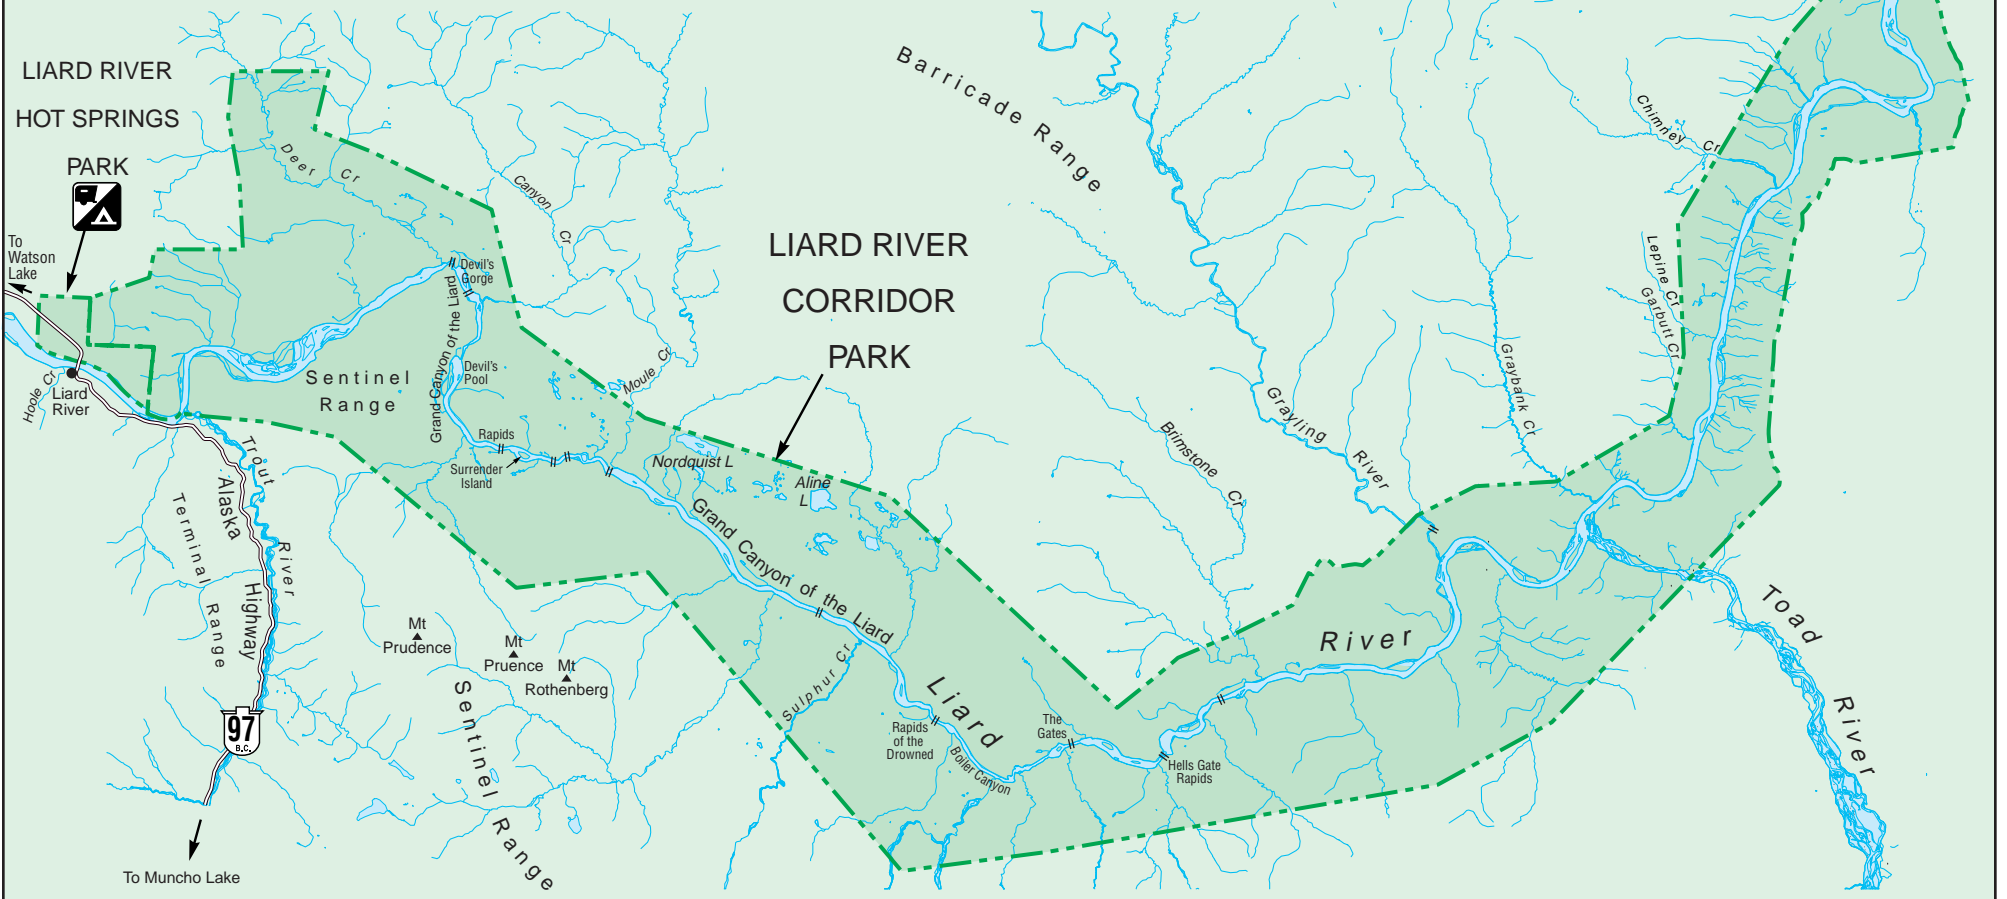 LIARD RIVER
HOT SPRINGS
PARK
To
Watson
Lake
Hoole Cr
Liard
River
Deer Cr
Canyon Cr
Devil's
Gorge
Grand Canyon of the Liard
Devil's
Pool
Sentinel
Range
Rapids
Surrender
Island
Moule Cr
Nordquist L
Aline
L
LIARD RIVER
CORRIDOR
PARK
Barricade Range
Grand Canyon of the Liard
Trout River
Alaska Highway
Terminal Range
97
B.C.
To Muncho Lake
Mt
Prudence
Mt
Pruence
Mt
Rothenberg
Sentinel Range
Sulphur Cr
Rapids
of the
Drowned
Boiler Canyon
The
Gates
Hells Gate
Rapids
Liard River
Brimstone Cr
Grayling River
Graybank Cr
Chimney Cr
Lepine Cr
Garbutt Cr
Toad River